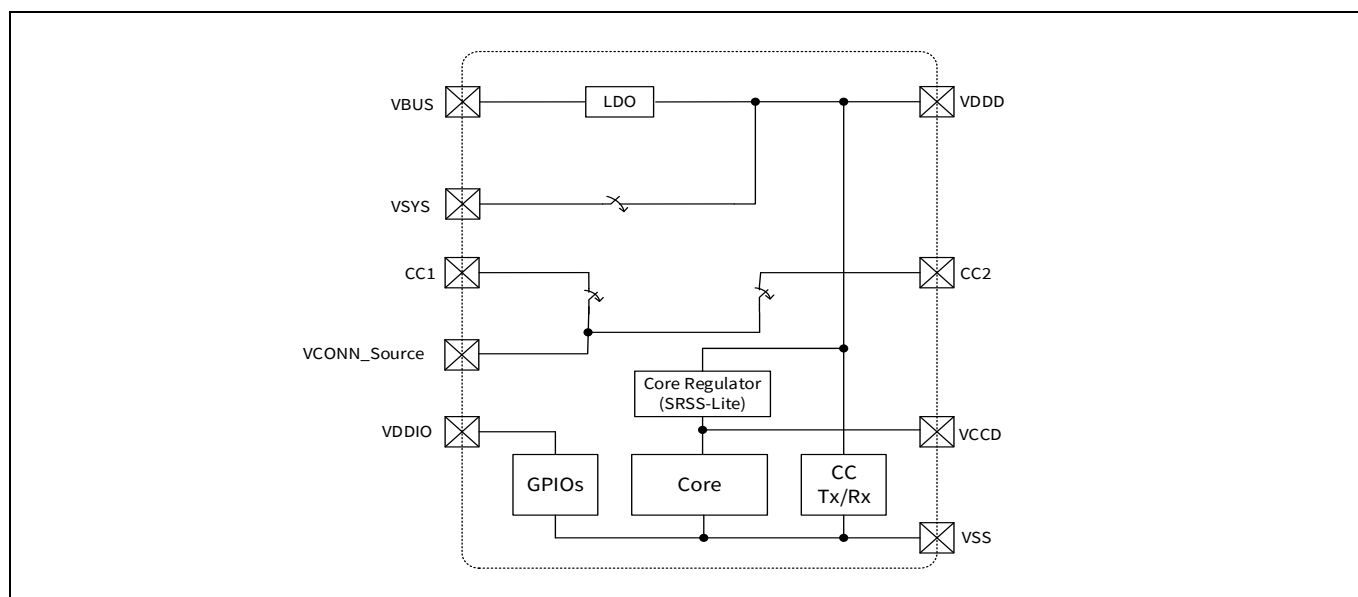 VBUS
LDO
VDDD
VSYS
CC1
CC2
VCONN_Source
Core Regulator
(SRSS-Lite)
VDDIO
VCCD
GPIOs
Core
CC
Tx/Rx
VSS